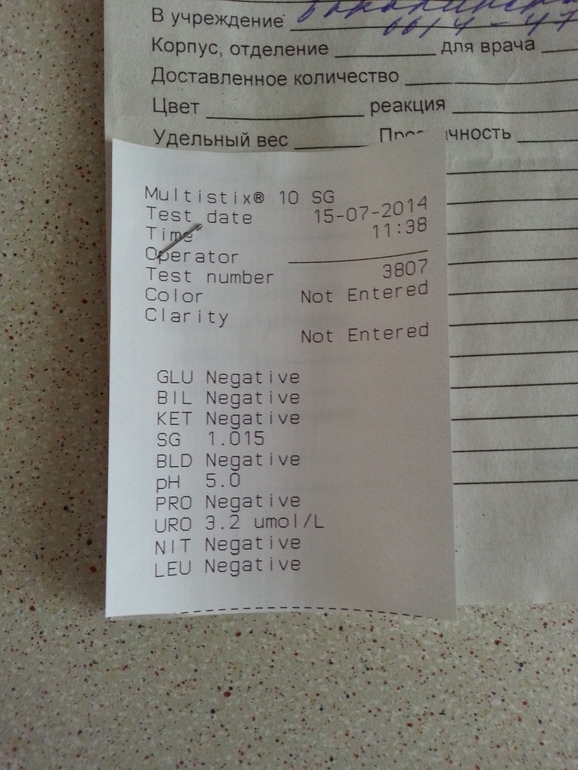 В учреждение
Корпус, отделение для врача
Доставленное количество
Цвет реакция
Удельный вес
Multistix® 10 SG
Test date 15-07-2014
Time 11:38
Operator
Test number 3807
Color Not Entered
Clarity
Not Entered
GLU Negative
BIL Negative
KET Negative
SG 1.015
BLD Negative
pH 5.0
PRO Negative
URO 3.2 umol/L
NIT Negative
LEU Negative